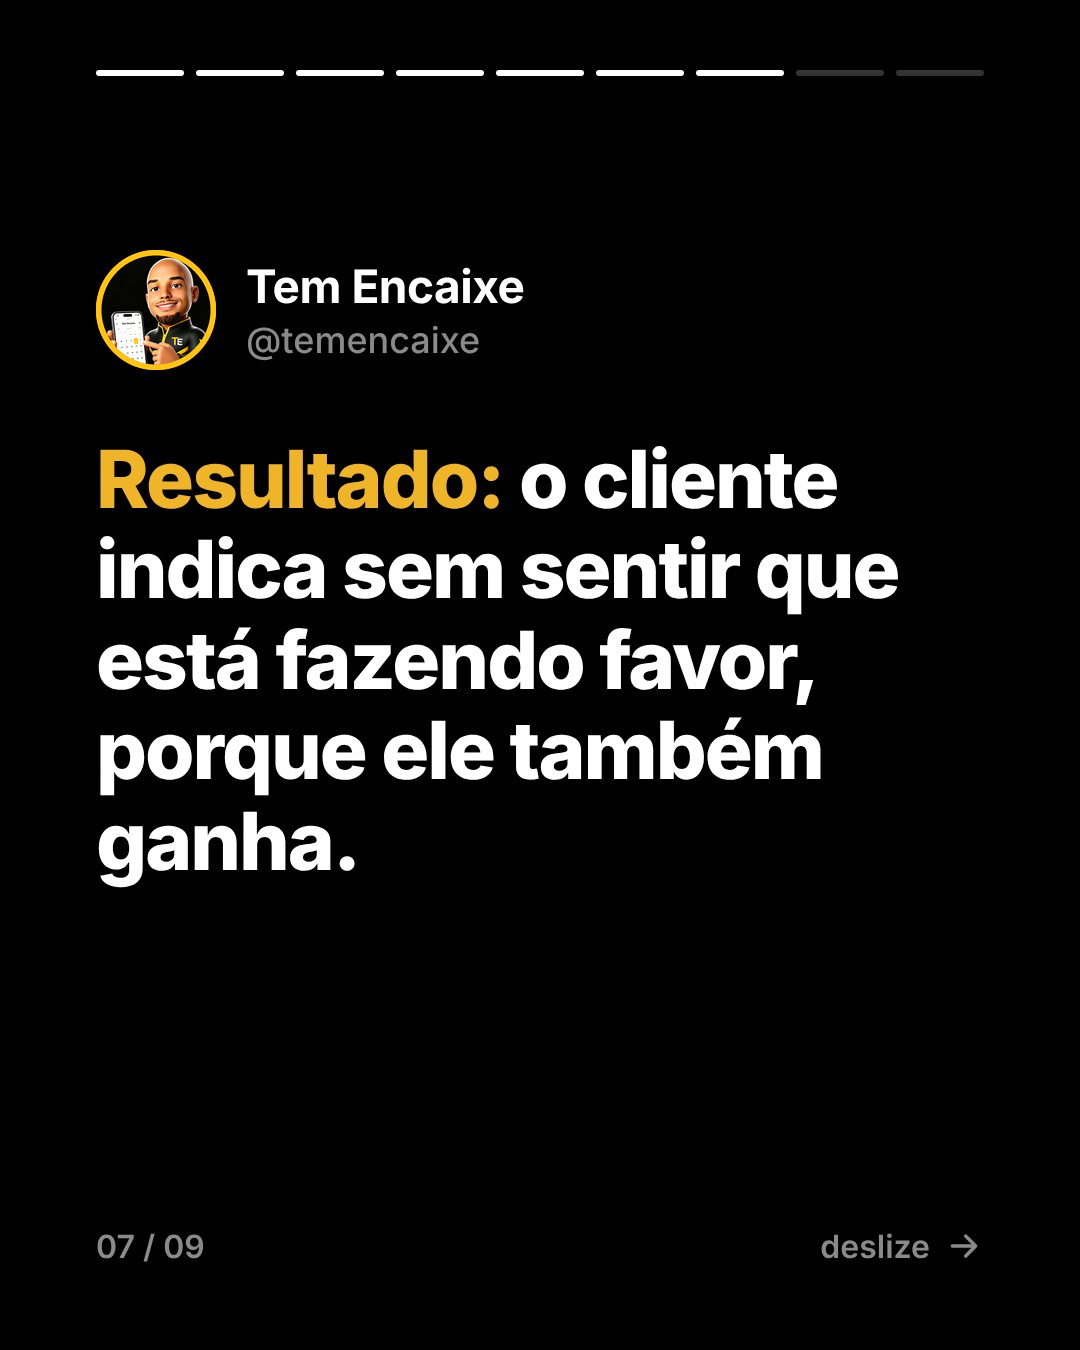 Tem Encaixe
@temencaixe
TE
Resultado: o cliente
indica sem sentir que
está fazendo favor,
porque ele também
ganha.
07 / 09
deslize →